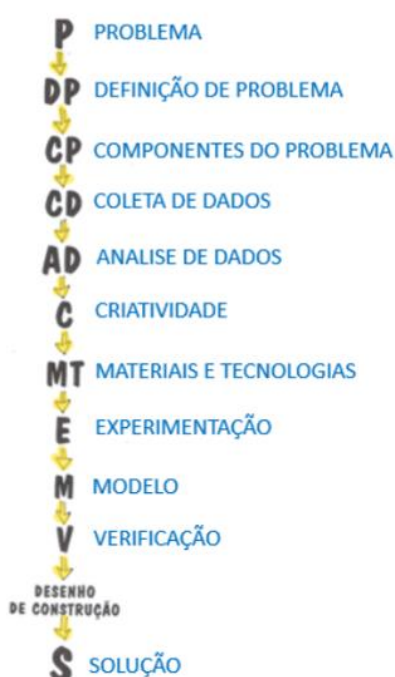 P PROBLEMA
DP DEFINIÇÃO DE PROBLEMA
CP COMPONENTES DO PROBLEMA
CD COLETA DE DADOS
AD ANALISE DE DADOS
C CRIATIVIDADE
MT MATERIAIS E TECNOLOGIAS
E EXPERIMENTAÇÃO
M MODELO
V VERIFICAÇÃO
DESENHO
DE CONSTRUÇÃO
S SOLUÇÃO